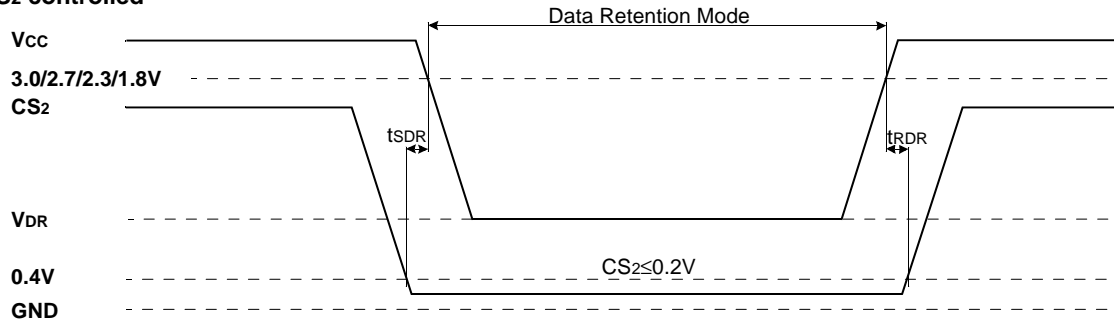 CS2 controlled
Data Retention Mode
VCC
3.0/2.7/2.3/1.8V
CS2
tSDR
tRDR
VDR
0.4V
CS2≤0.2V
GND